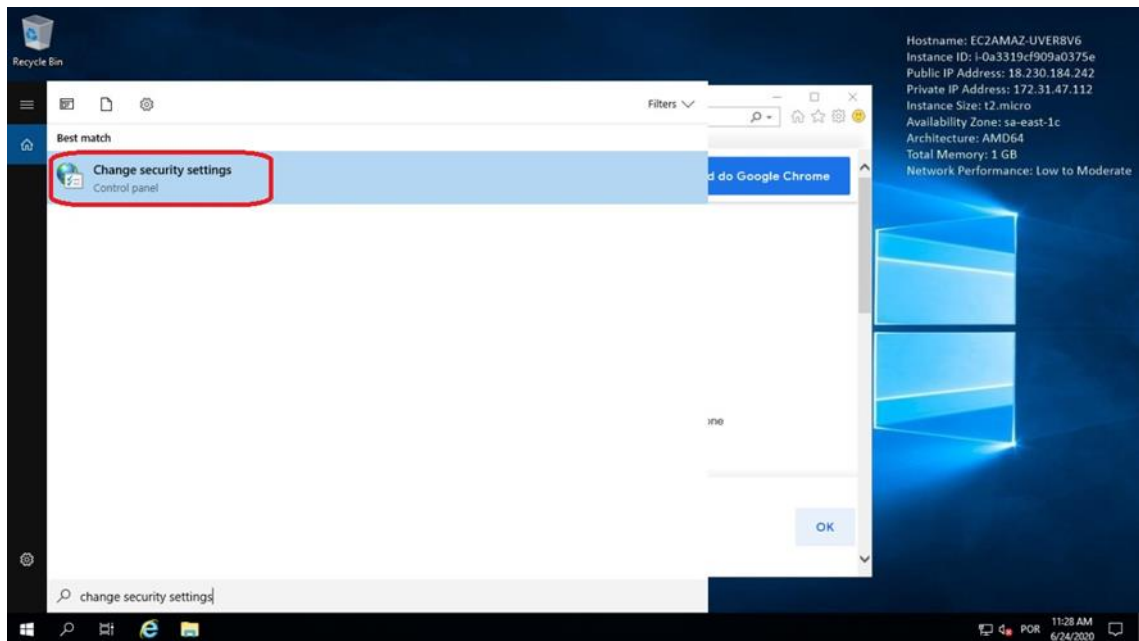 Recycle Bin
Hostname: EC2AMAZ-UVER8V6
Instance ID: i-0a3319cf909a0375e
Public IP Address: 18.230.184.242
Private IP Address: 172.31.47.112
Instance Size: t2.micro
Availability Zone: sa-east-1c
Architecture: AMD64
Total Memory: 1 GB
Network Performance: Low to Moderate
Filters
Best match
Change security settings
Control panel
d do Google Chrome
one
OK
change security settings
POR
11:28 AM
6/24/2020